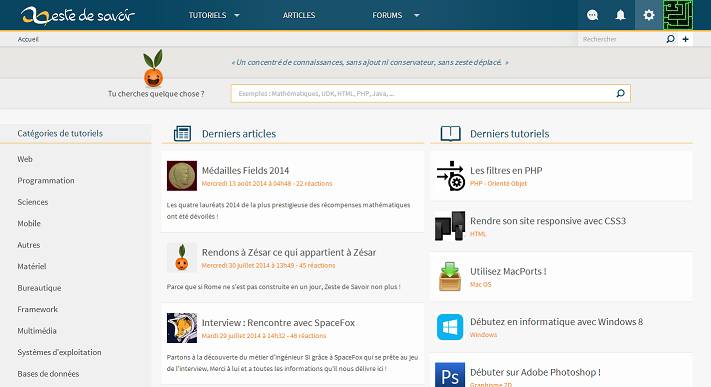 Zeste de savoir
TUTORIELS
ARTICLES
FORUMS
Accueil
Rechercher
« Un concentré de connaissances, sans ajout ni conservateur, sans zeste déplacé. »
Tu cherches quelque chose ?
Exemples : Mathématiques, UDK, HTML, PHP, Java, ...
Catégories de tutoriels
Web
Programmation
Sciences
Mobile
Autres
Matériel
Bureautique
Framework
Multimédia
Systèmes d'exploitation
Bases de données
Derniers articles
Médailles Fields 2014
Mercredi 13 août 2014 à 04h48 - 22 réactions
Les quatre lauréats 2014 de la plus prestigieuse des récompenses mathématiques
ont été dévoilés !
Rendons à Zésar ce qui appartient à Zésar
Mercredi 30 juillet 2014 à 13h49 - 45 réactions
Parce que si Rome ne s'est pas construite en un jour, Zeste de Savoir non plus !
Interview : Rencontre avec SpaceFox
Mardi 29 juillet 2014 à 14h32 - 46 réactions
Partons à la découverte du métier d'ingénieur SI grâce à SpaceFox qui se prête au jeu
de l'interview. Merci à lui et a toutes les informations qu'il nous délivre ici !
Derniers tutoriels
Les filtres en PHP
PHP - Orienté Objet
Rendre son site responsive avec CSS3
HTML
Utilisez MacPorts !
Mac OS
Débutez en informatique avec Windows 8
Windows
Ps
Débuter sur Adobe Photoshop !
Graphisme 2D